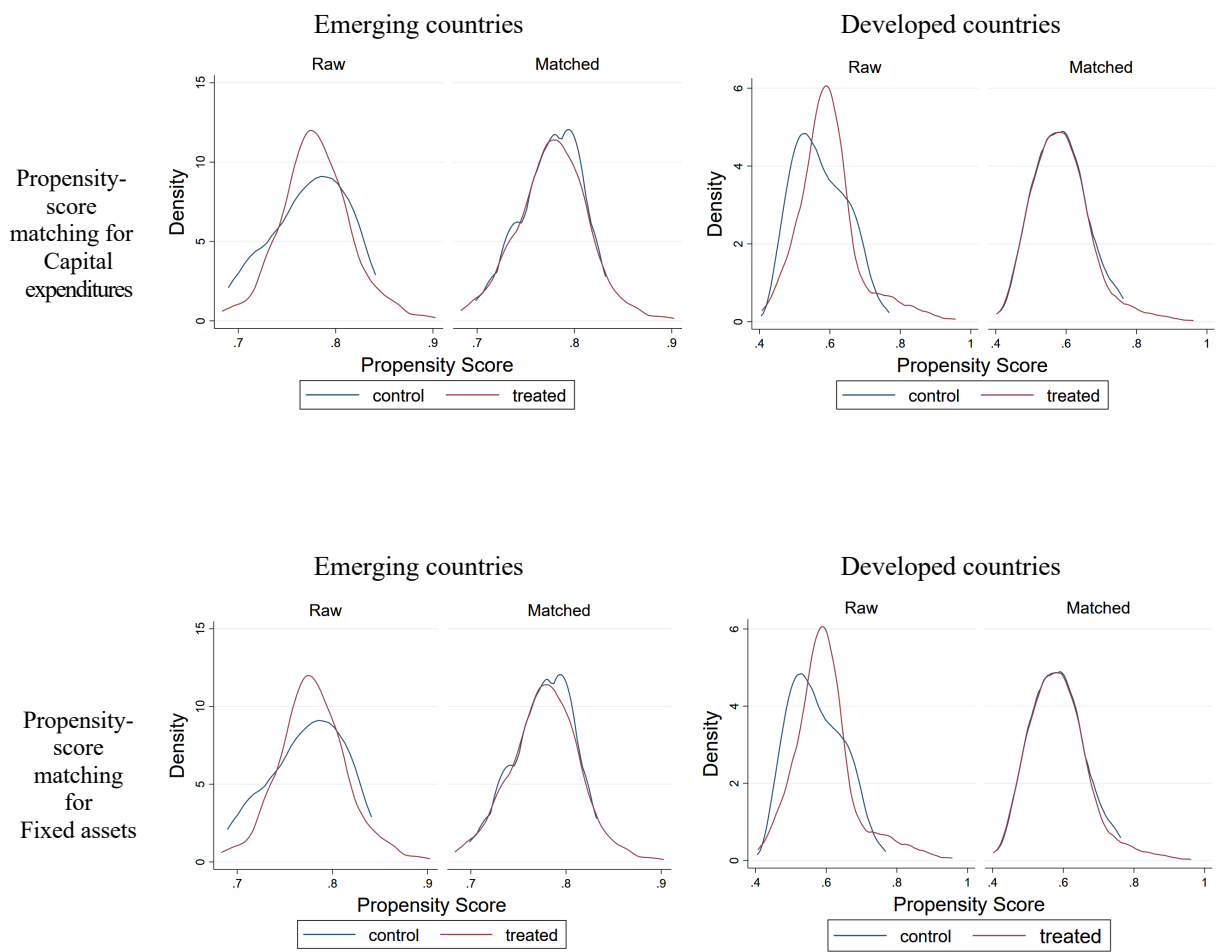 Emerging countries
Developed countries
Raw
Matched
Raw
Matched
Propensity-
score
matching for
Capital
expenditures
Density
15
10
5
0
.7
.8
.9
.7
.8
.9
Propensity Score
control
treated
Density
6
4
2
0
.4
.6
.8
1
.4
.6
.8
1
Propensity Score
control
treated
Emerging countries
Developed countries
Raw
Matched
Raw
Matched
Propensity-
score
matching
for
Fixed assets
Density
15
10
5
0
.7
.8
.9
.7
.8
.9
Propensity Score
control
treated
Density
6
4
2
0
.4
.6
.8
1
.4
.6
.8
1
Propensity Score
control
treated